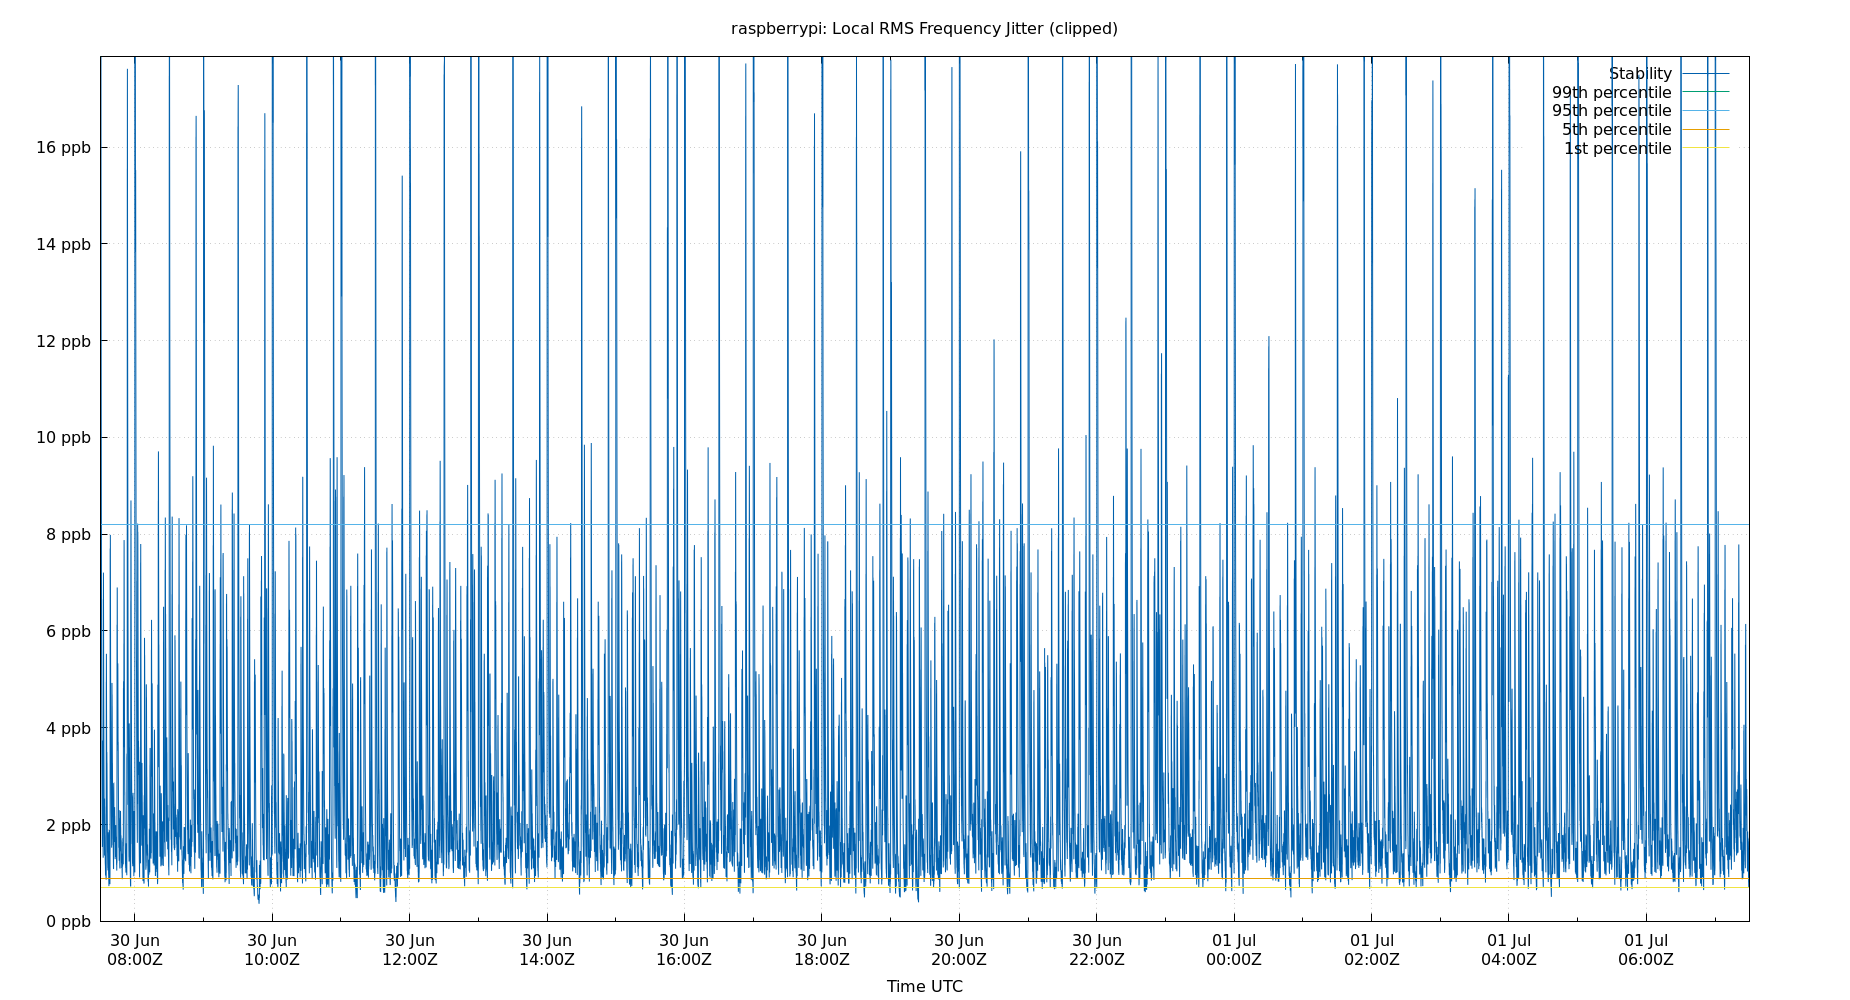 raspberrypi: Local RMS Frequency Jitter (clipped)
Stability
99th percentile
95th percentile
5th percentile
1st percentile
16 ppb
14 ppb
12 ppb
10 ppb
8 ppb
6 ppb
4 ppb
2 ppb
0 ppb
30 Jun 30 Jun 30 Jun 30 Jun 30 Jun 30 Jun 30 Jun 30 Jun 01 Jul 01 Jul 01 Jul 01 Jul
08:00Z 10:00Z 12:00Z 14:00Z 16:00Z 18:00Z 20:00Z 22:00Z 00:00Z 02:00Z 04:00Z 06:00Z
Time UTC